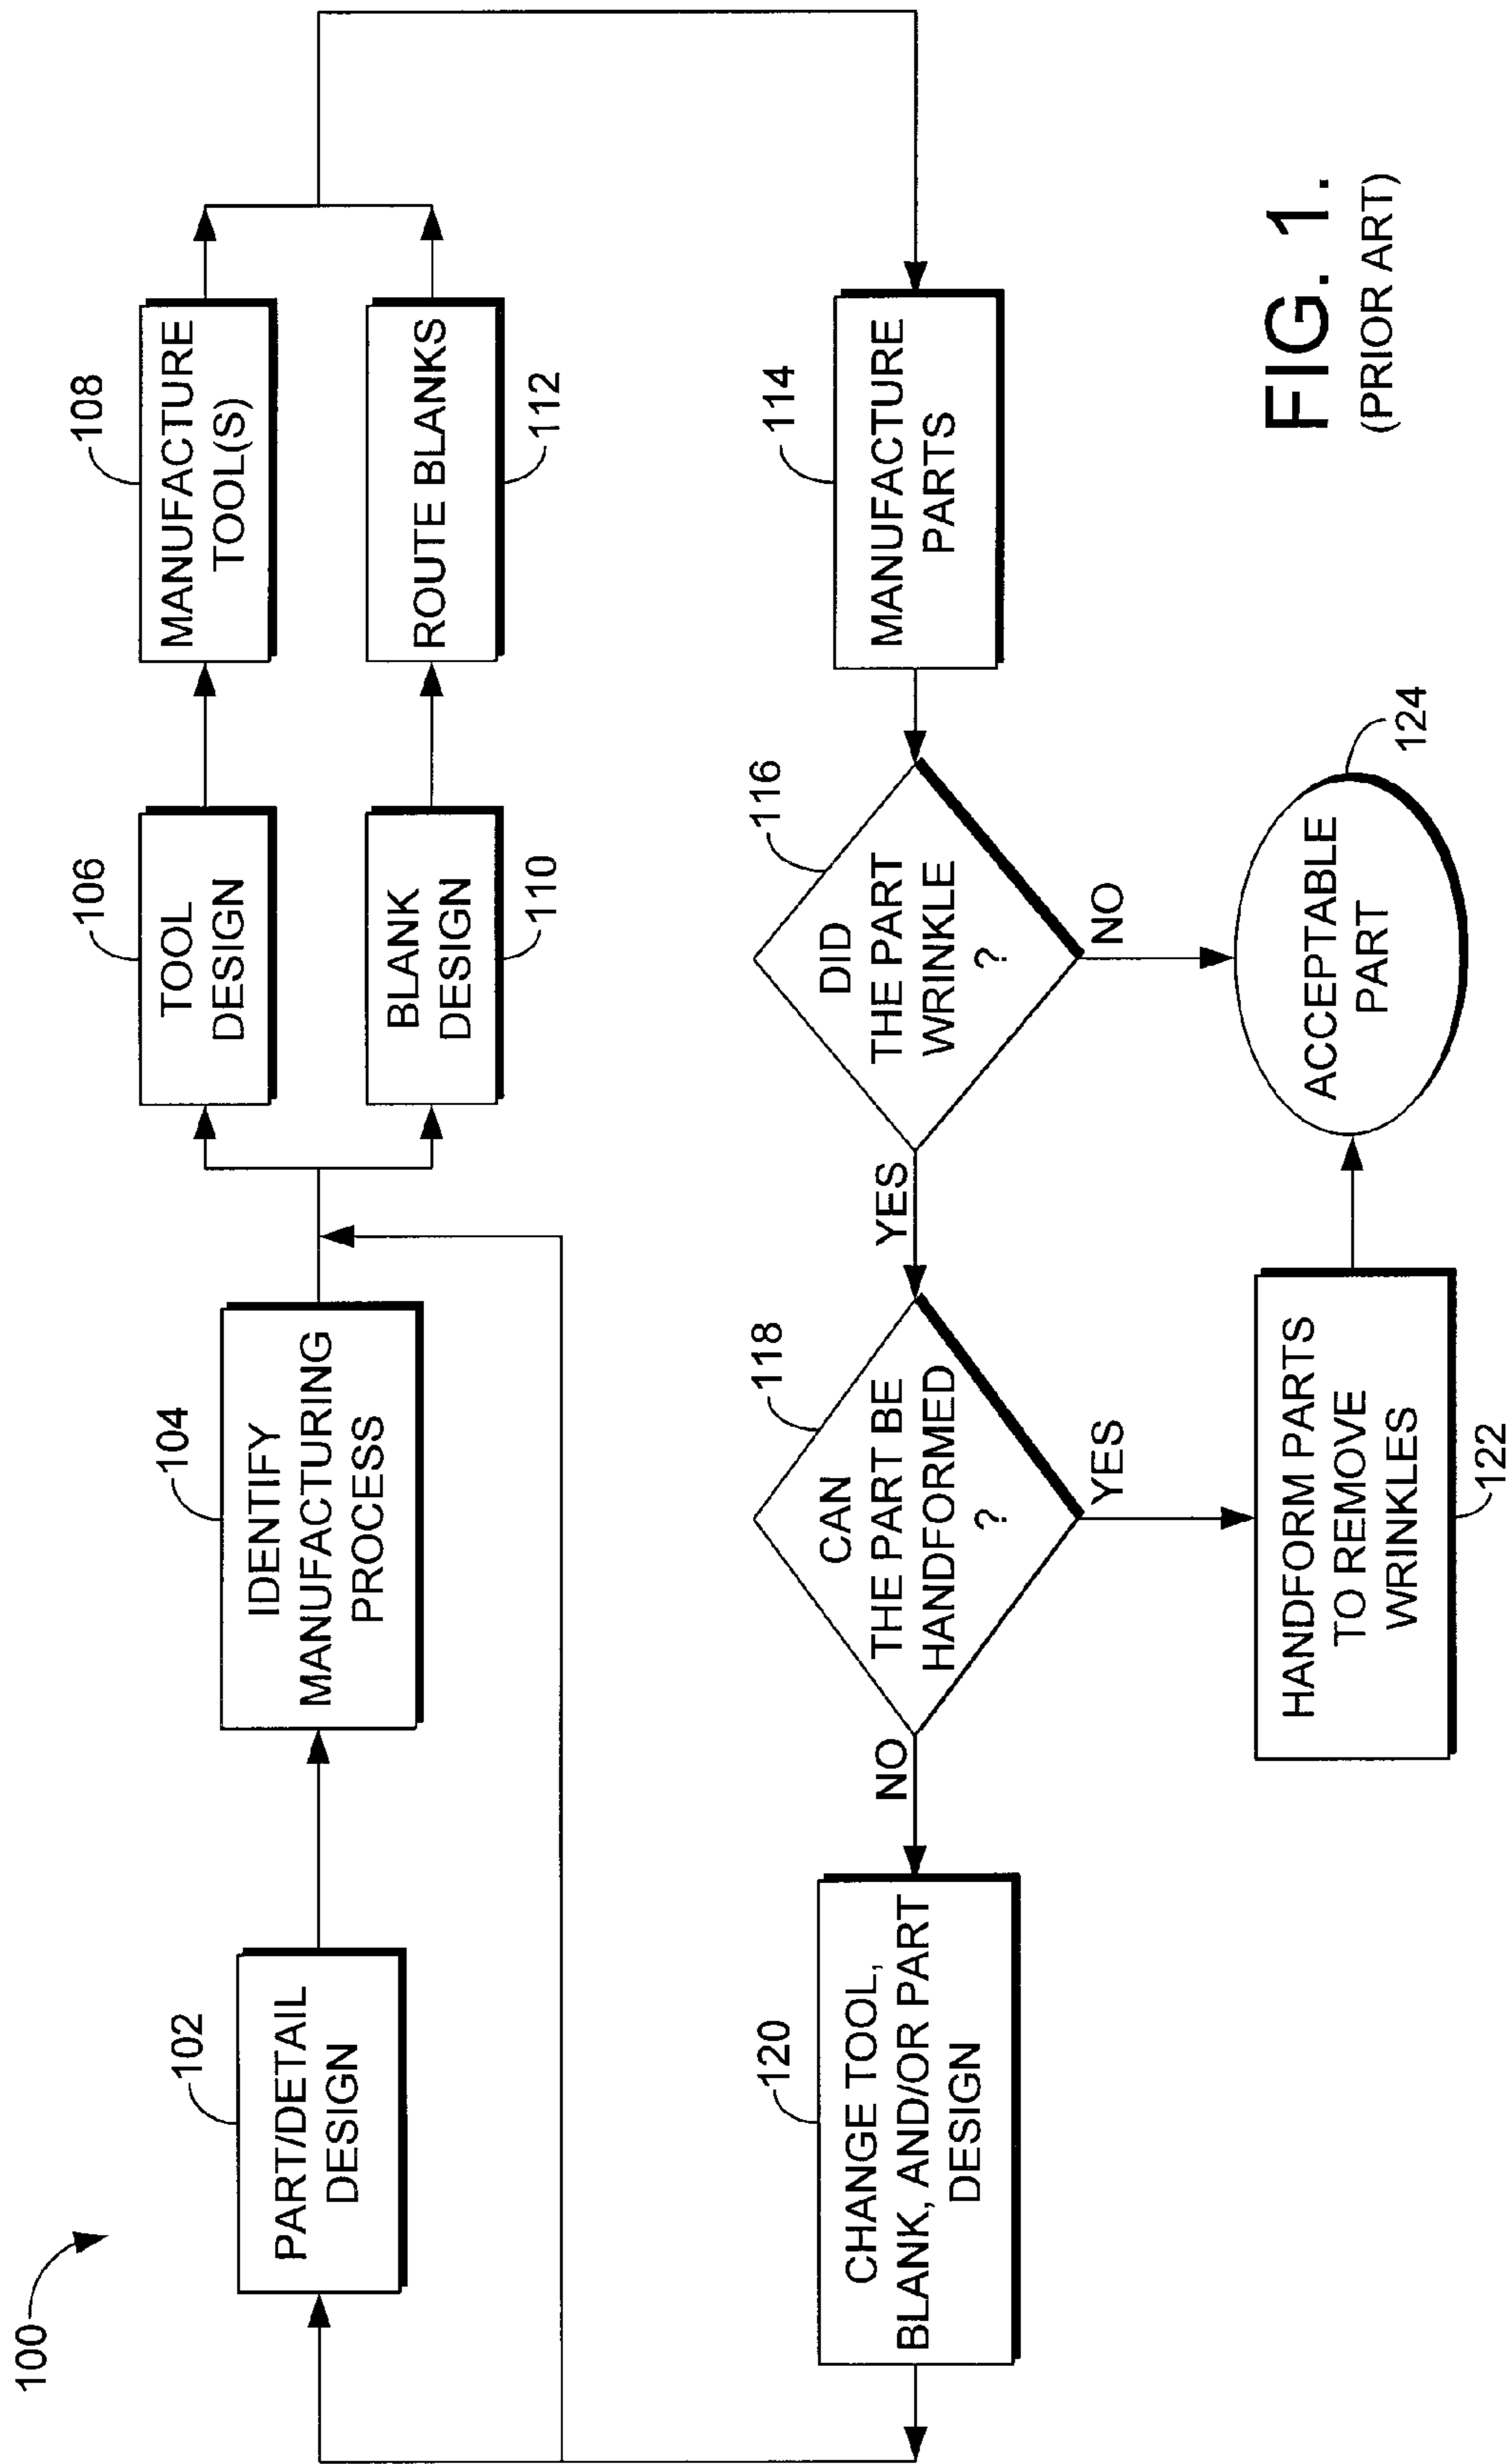 100
102
PART/DETAIL
DESIGN
104
IDENTIFY
MANUFACTURING
PROCESS
106
TOOL
DESIGN
108
MANUFACTURE
TOOL(S)
BLANK
DESIGN
110
ROUTE BLANKS
112
114
MANUFACTURE
PARTS
116
DID
THE PART
WRINKLE
?
YES
NO
118
CAN
THE PART BE
HANDFORMED
?
NO
YES
120
CHANGE TOOL,
BLANK, AND/OR PART
DESIGN
HANDFORM PARTS
TO REMOVE
WRINKLES
122
ACCEPTABLE
PART
124
FIG. 1.
(PRIOR ART)